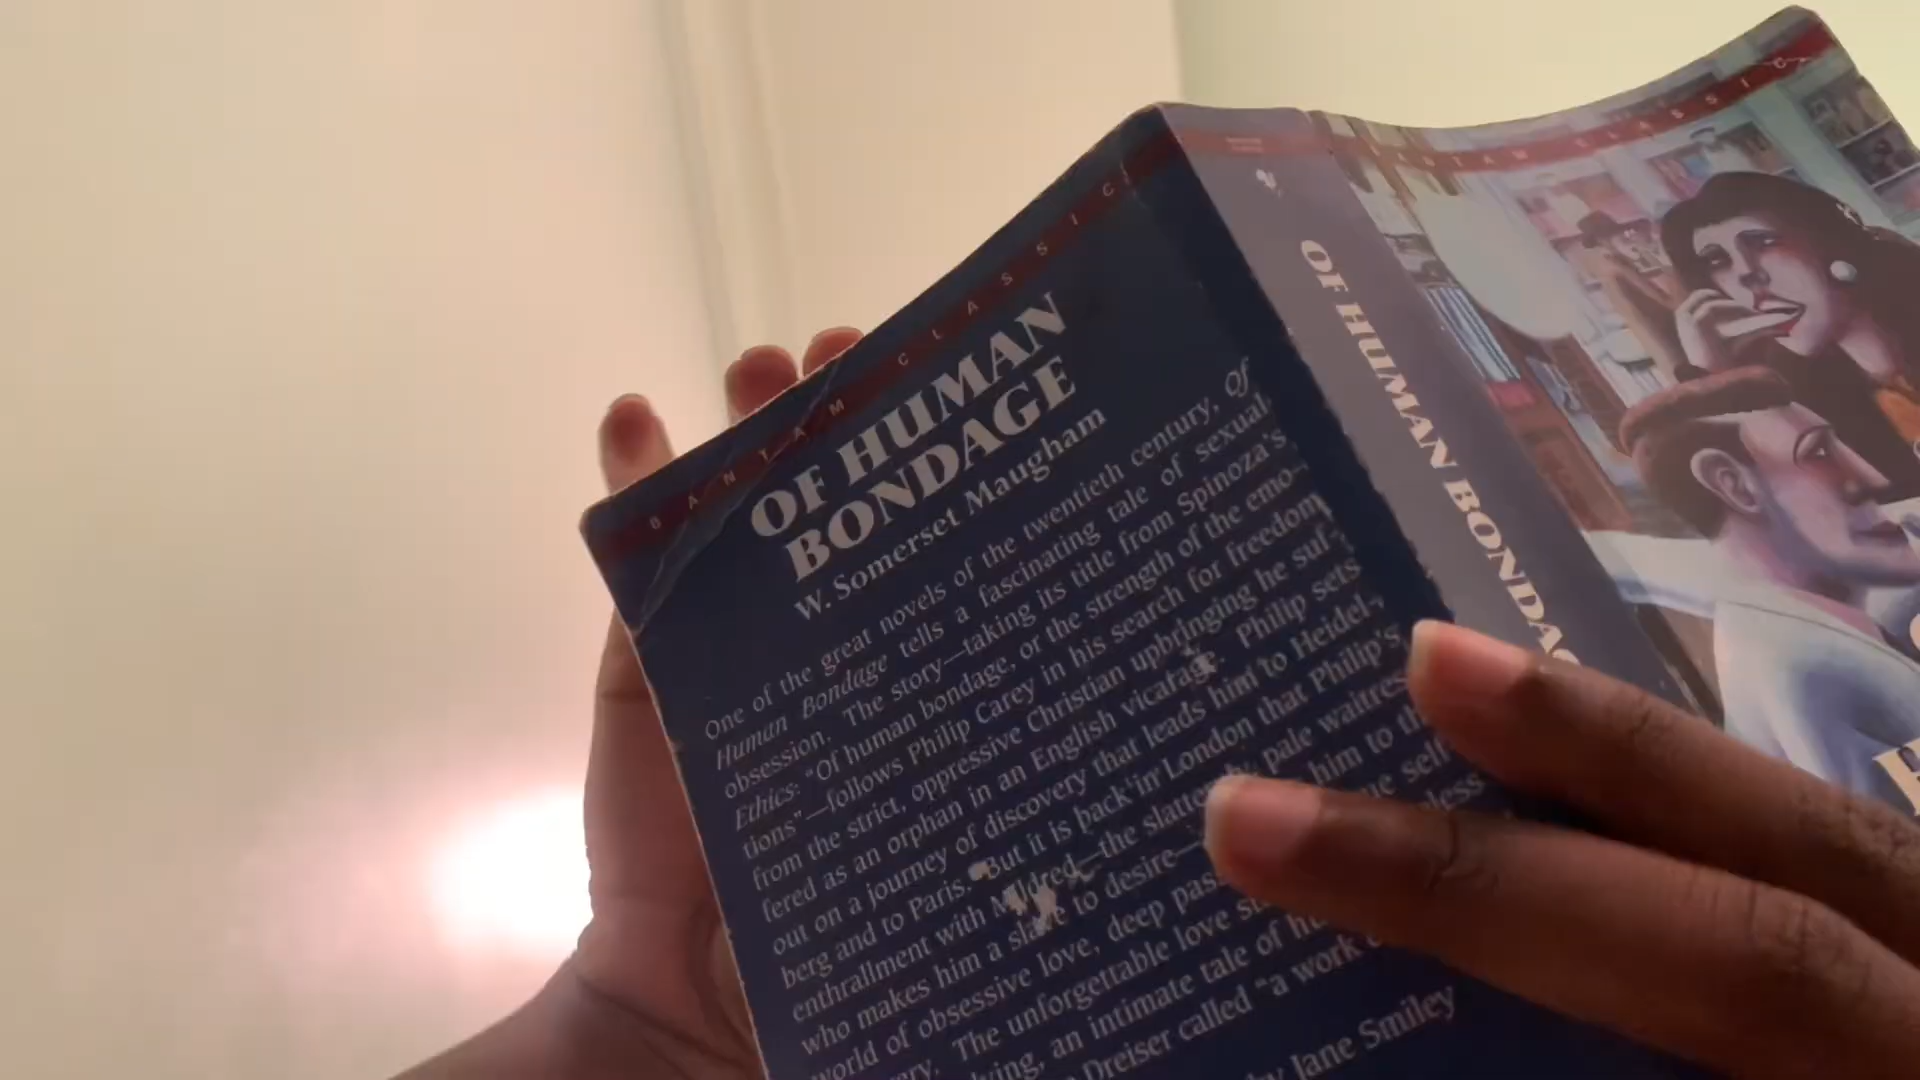 BANTAM CLASSIC
OF HUMAN
BONDAGE
W. Somerset Maugham
One of the great novels of the twentieth century, Of
Human Bondage tells a fascinating tale of sexual
obsession. The story—taking its title from Spinoza's
Ethics: "Of human bondage, or the strength of the emo-
tions"—follows Philip Carey in his search for freedom
from the strict, oppressive Christian upbringing he suf-
fered as an orphan in an English vicarage. Philip sets
out on a journey of discovery that leads him to Heidel-
berg and to Paris. But it is back in London that Philip's
enthrallment with Mildred—the pale waitress
who makes him a slave to desire— him to
world of obsessive love, deep
The unforgettable love
an intimate tale of
Dreiser called "a work
Jane Smiley
OF HUMAN
BANTAM CLASSIC